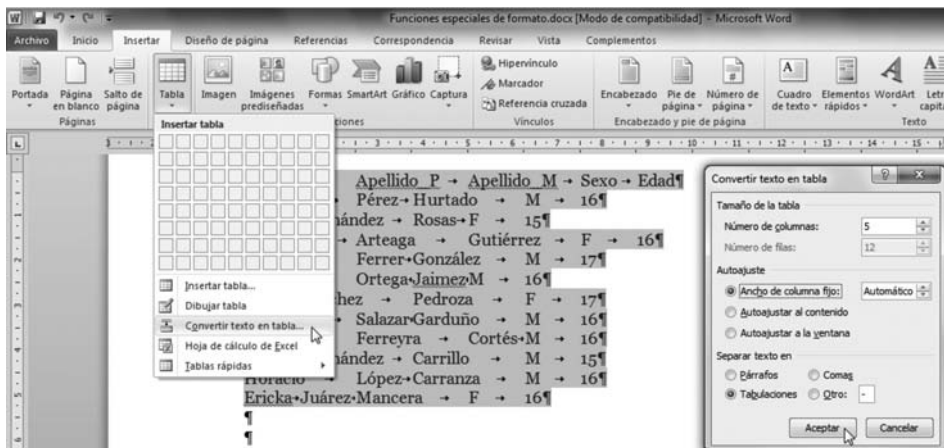 Funciones especiales de formato.docx [Modo de compatibilidad] - Microsoft Word
Archivo Inicio Insertar Diseño de página Referencias Correspondencia Revisar Vista Complementos
Portada Página en blanco Salto de página
Páginas
Tabla
Imagen Imágenes prediseñadas Formas SmartArt Gráfico Captura
Hipervínculo
Marcador
Referencia cruzada
Vínculos
Encabezado Pie de página Número de página
Encabezado y pie de página
Cuadro de texto Elementos rápidos WordArt
Texto
Insertar tabla
Insertar tabla...
Dibujar tabla
Convertir texto en tabla...
Hoja de cálculo de Excel
Tablas rápidas
Apellido_P → Apellido_M → Sexo → Edad¶
Pérez → Hurtado → M → 16¶
Rosas → F → 15¶
→ Arteaga → Gutiérrez → F → 16¶
Ferrer → González → M → 17¶
Ortega → Jaimez → M → 16¶
→ Pedroza → F → 17¶
Salazar → Garduño → M → 16¶
Ferreyra → Cortés → M → 16¶
→ Carrillo → M → 15¶
Horacio López → Carranza → M → 16¶
Ericka → Juárez → Mancera → F → 16¶
¶
¶
Convertir texto en tabla
Tamaño de la tabla
Número de columnas: 5
Número de filas: 12
Autoajuste
Ancho de columna fijo: Automático
Autoajustar al contenido
Autoajustar a la ventana
Separar texto en
Párrafos Comas
Tabulaciones Otro: -
Aceptar Cancelar